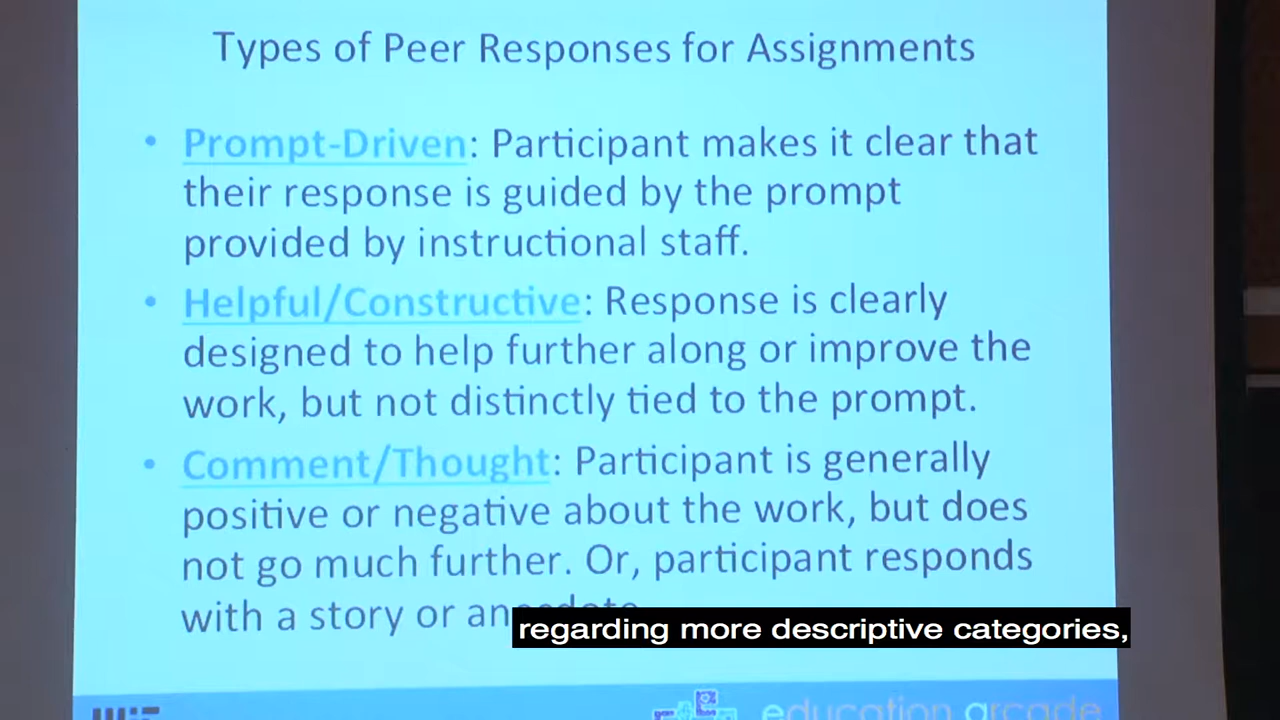 Types of Peer Responses for Assignments
• Prompt-Driven: Participant makes it clear that
their response is guided by the prompt
provided by instructional staff.
• Helpful/Constructive: Response is clearly
designed to help further along or improve the
work, but not distinctly tied to the prompt.
• Comment/Thought: Participant is generally
positive or negative about the work, but does
not go much further. Or, participant responds
with a story or
regarding more descriptive categories,
education arcade